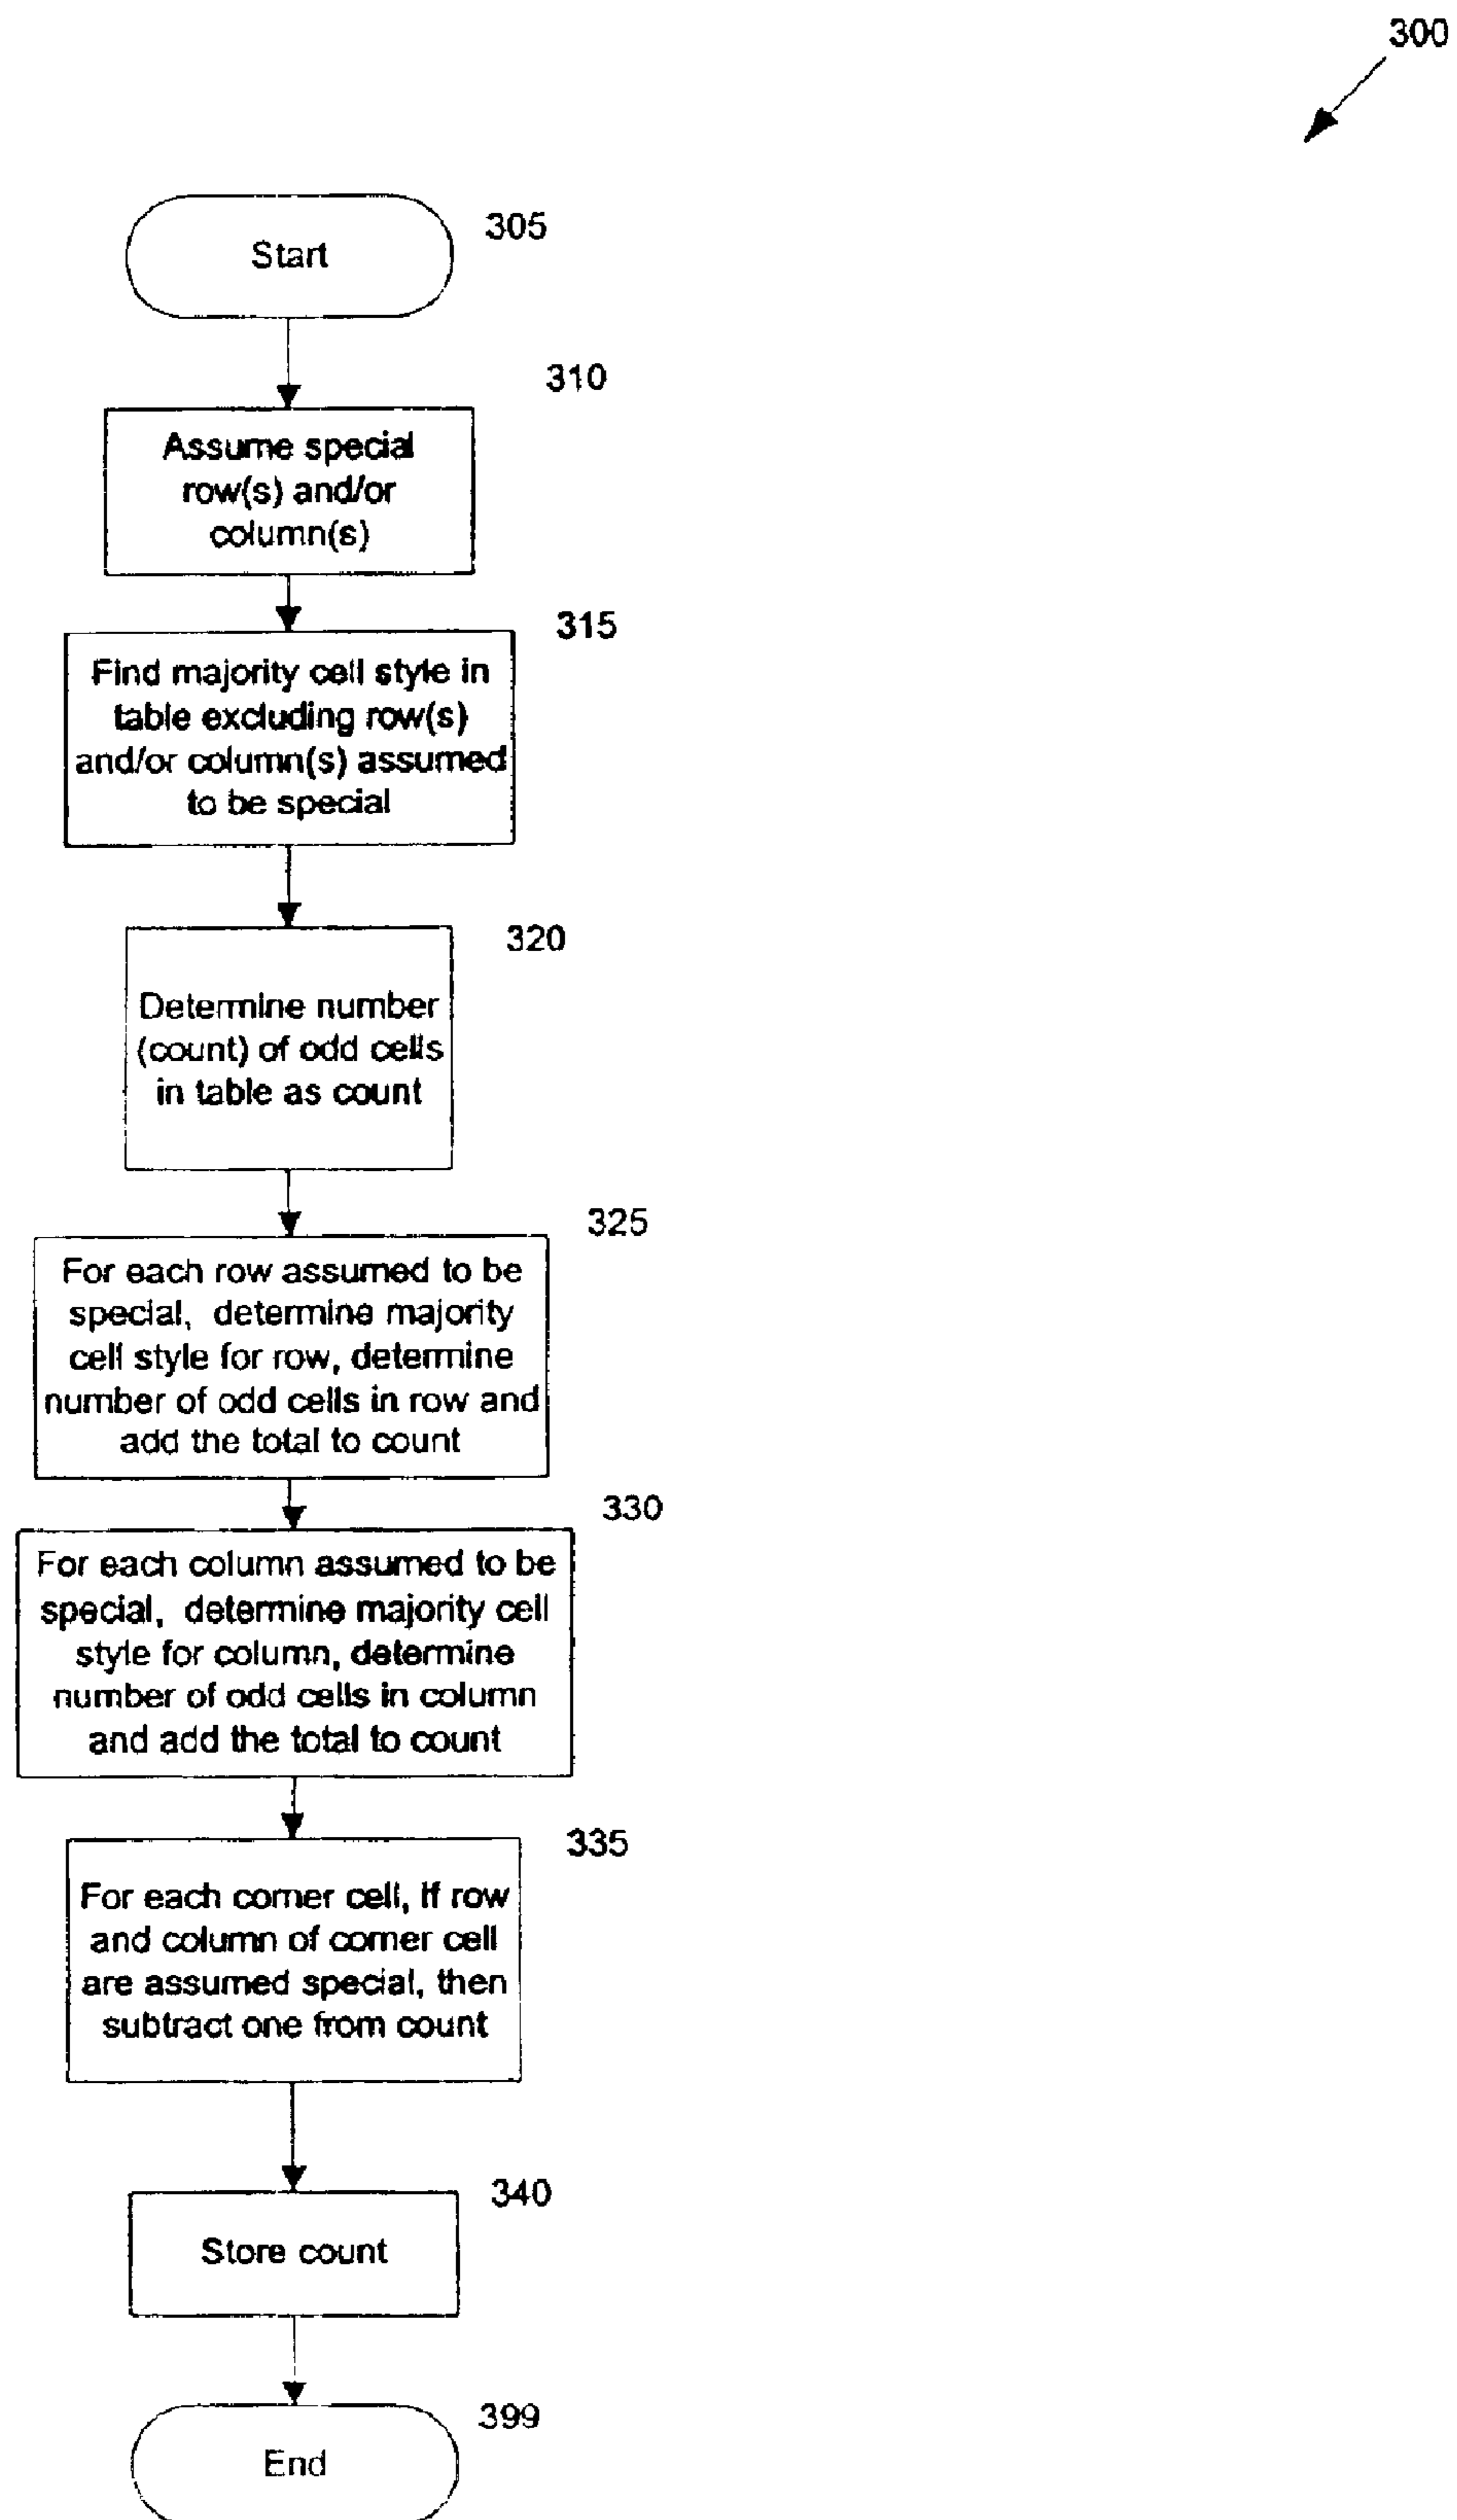 300
Start
305
310
Assume special
row(s) and/or
column(s)
315
Find majority cell style in
table excluding row(s)
and/or column(s) assumed
to be special
320
Determine number
(count) of odd cells
in table as count
325
For each row assumed to be
special, determine majority
cell style for row, determine
number of odd cells in row and
add the total to count
330
For each column assumed to be
special, determine majority cell
style for column, determine
number of odd cells in column
and add the total to count
335
For each corner cell, if row
and column of corner cell
are assumed special, then
subtract one from count
340
Store count
399
End